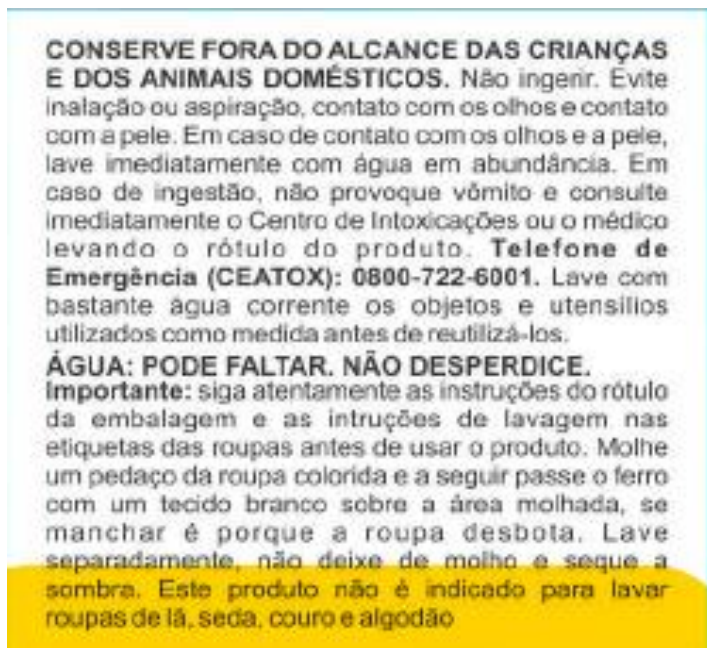 CONSERVE FORA DO ALCANCE DAS CRIANÇAS
E DOS ANIMAIS DOMÉSTICOS. Não ingerir. Evite
inalação ou aspiração, contato com os olhos e contato
com a pele. Em caso de contato com os olhos e a pele,
lave imediatamente com água em abundância. Em
caso de ingestão, não provoque vômito e consulte
imediatamente o Centro de Intoxicações ou o médico
levando o rótulo do produto. Telefone de
Emergência (CEATOX): 0800-722-6001. Lave com
bastante água corrente os objetos e utensílios
utilizados como medida antes de reutilizá-los.
ÁGUA: PODE FALTAR. NÃO DESPERDICE.
Importante: siga atentamente as instruções do rótulo
da embalagem e as intruções de lavagem nas
etiquetas das roupas antes de usar o produto. Molhe
um pedaço da roupa colorida e a seguir passe o ferro
com um tecido branco sobre a área molhada, se
manchar é porque a roupa desbota. Lave
separadamente, não deixe de molho e seque a
sombra. Este produto não é indicado para lavar
roupas de lã, seda, couro e algodão